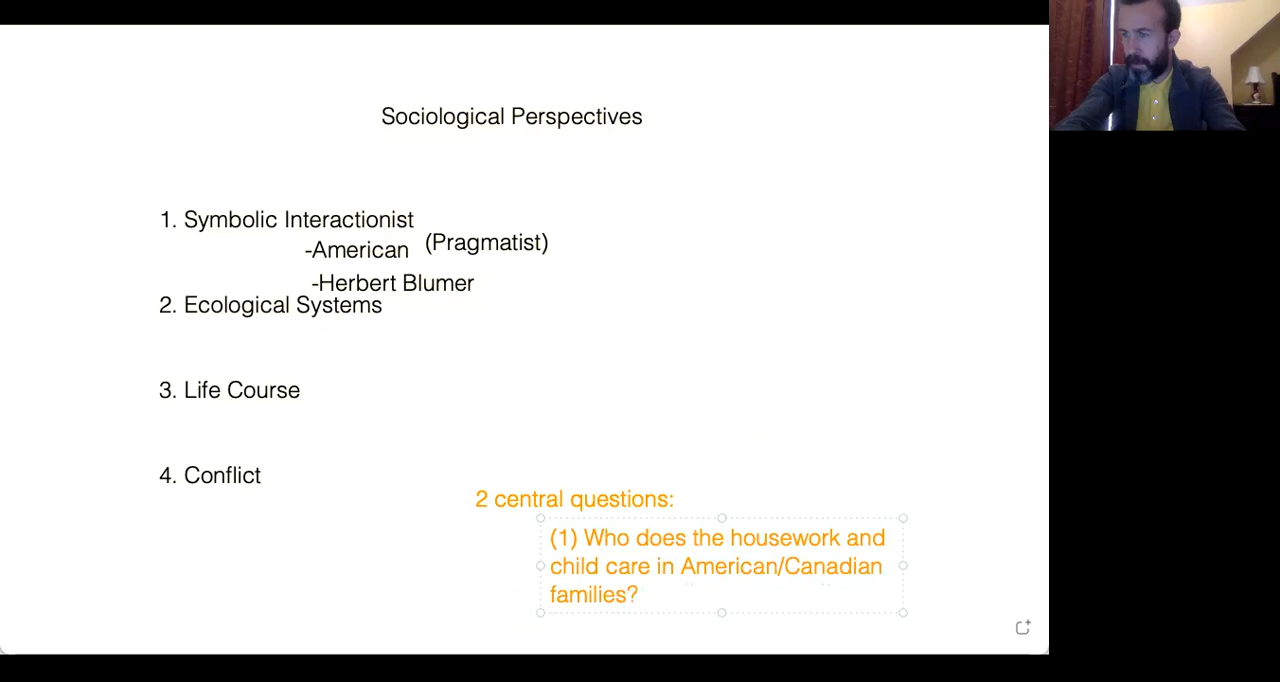 Sociological Perspectives
1. Symbolic Interactionist
-American (Pragmatist)
-Herbert Blumer
2. Ecological Systems
3. Life Course
4. Conflict
2 central questions:
(1) Who does the housework and
child care in American/Canadian
families?